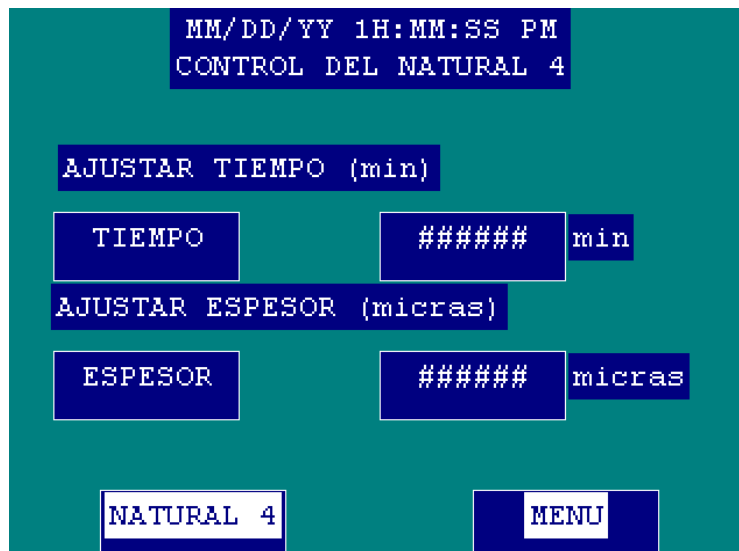 MM/DD/YY 1H:MM:SS PM
CONTROL DEL NATURAL 4
AJUSTAR TIEMPO (min)
TIEMPO ###### min
AJUSTAR ESPESOR (micras)
ESPESOR ###### micras
NATURAL 4 MENU